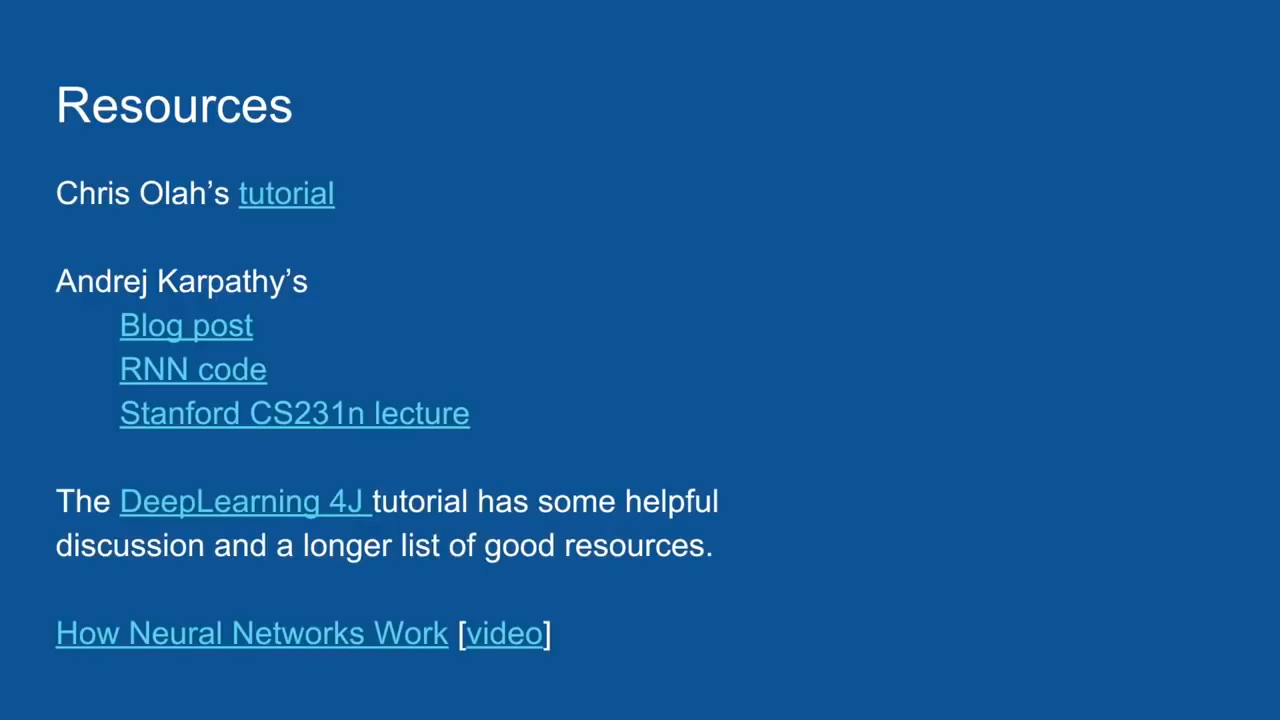 Resources
Chris Olah’s tutorial
Andrej Karpathy’s
Blog post
RNN code
Stanford CS231n lecture
The DeepLearning 4J tutorial has some helpful
discussion and a longer list of good resources.
How Neural Networks Work [video]